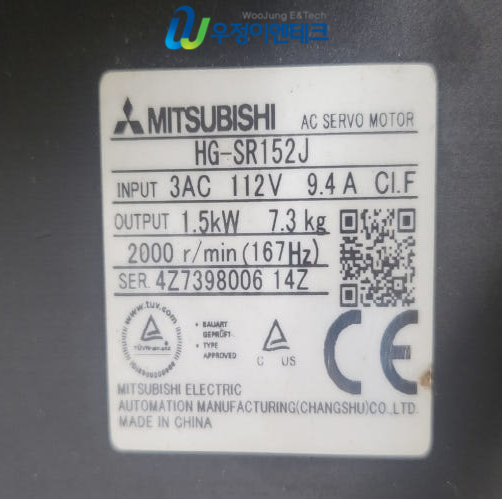 WooJung E&Tech
우정이엔테크
MITSUBISHI AC SERVO MOTOR
HG-SR152J
INPUT 3AC 112V 9.4 A CI.F
OUTPUT 1.5kW 7.3 kg
2000 r/min (167Hz)
SER. 4Z7398006 14Z
www.tuv.com
BAUART
GEPRÜFT
TYPE
APPROVED
C US
CE
MITSUBISHI ELECTRIC
AUTOMATION MANUFACTURING(CHANGSHU)CO.,LTD.
MADE IN CHINA